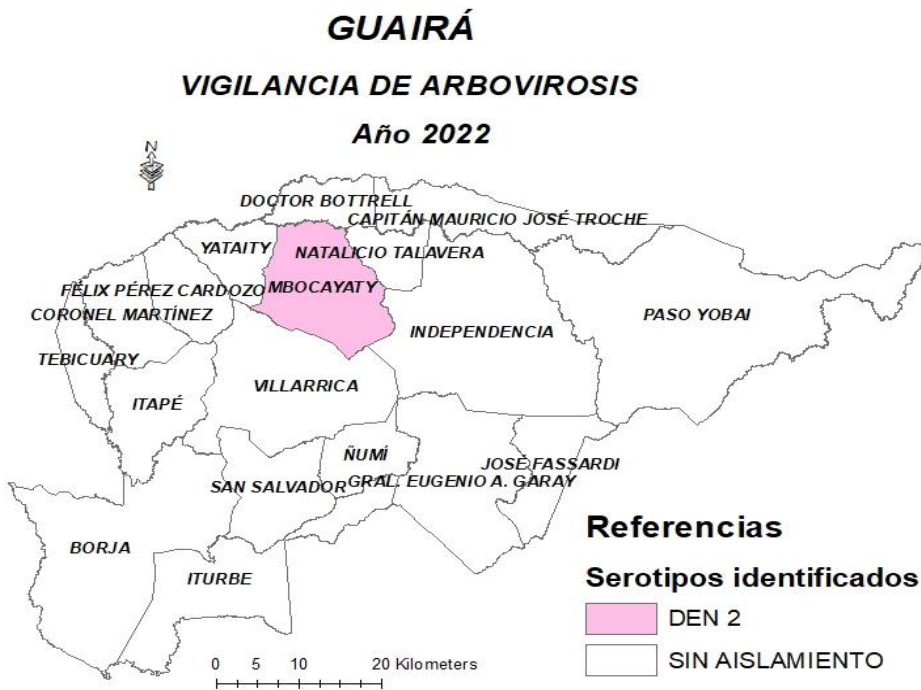 GUAIRÁ
VIGILANCIA DE ARBOVIROSIS
Año 2022
N
DOCTOR BOTTRELL
CAPITÁN MAURICIO JOSÉ TROCHE
YATAITY
NATALICIO TALAVERA
FÉLIX PÉREZ CARDOZO
MBOCAYATY
CORONEL MARTÍNEZ
INDEPENDENCIA
PASO YOBAI
TEBICUARY
VILLARRICA
ITAPÉ
ÑUMÍ
JOSÉ FASSARDI
SAN SALVADOR
GRAL. EUGENIO A. GARAY
BORJA
ITURBE
Referencias
Serotipos identificados
DEN 2
SIN AISLAMIENTO
0 5 10 20 Kilometers